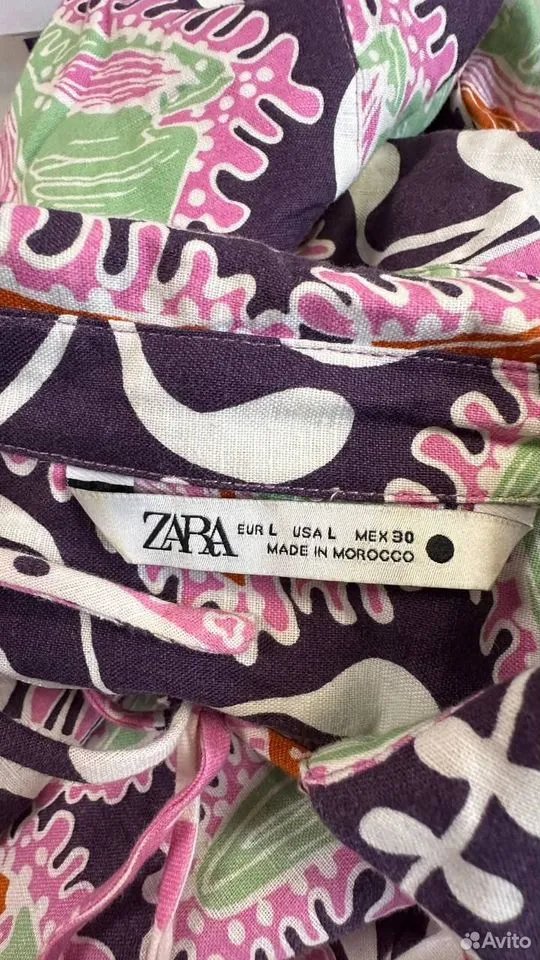 ZARA
EUR L USA L MEX 30
MADE IN MOROCCO
Avito